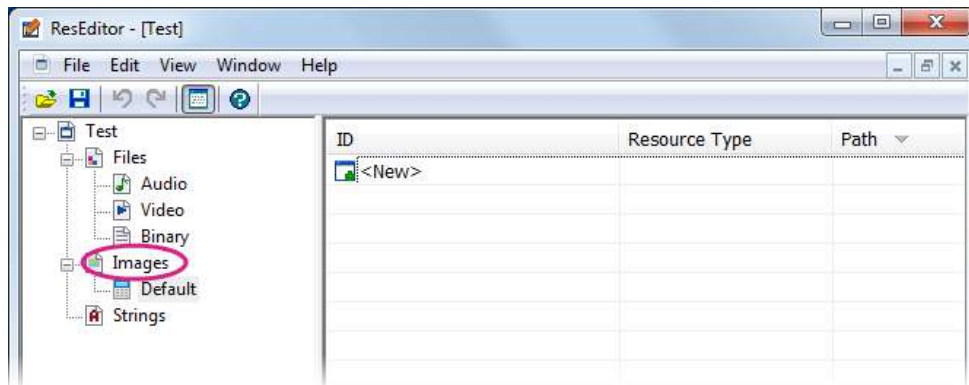 ResEditor - [Test]
File Edit View Window Help
Test
Files
Audio
Video
Binary
Images
Default
Strings
ID Resource Type Path
<New>